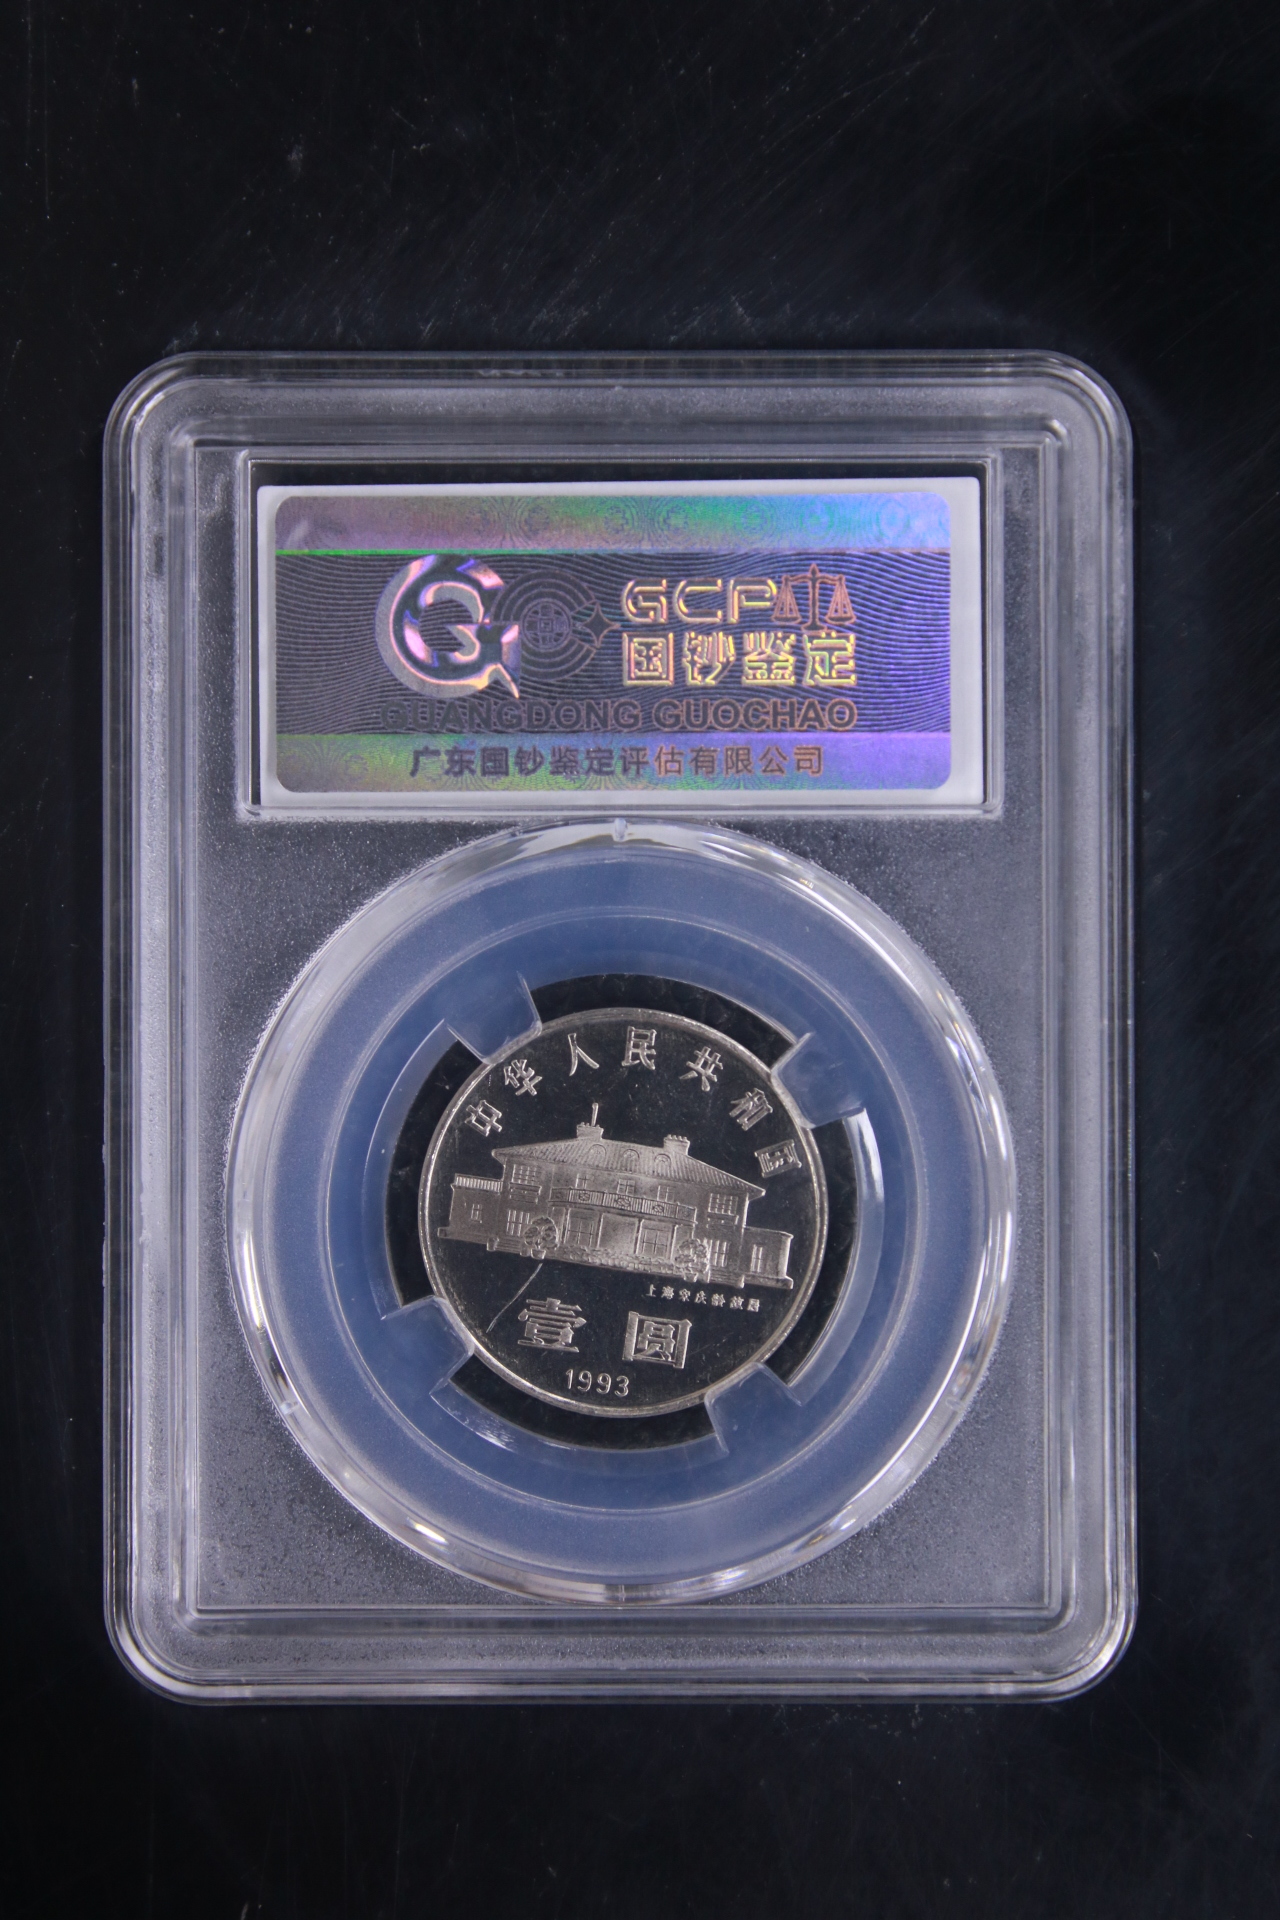 GCP
国钞鉴定
GUANGDONG GUOCHAO
广东国钞鉴定评估有限公司
中华人民共和国
上海宋庆龄故居
壹圆
1993